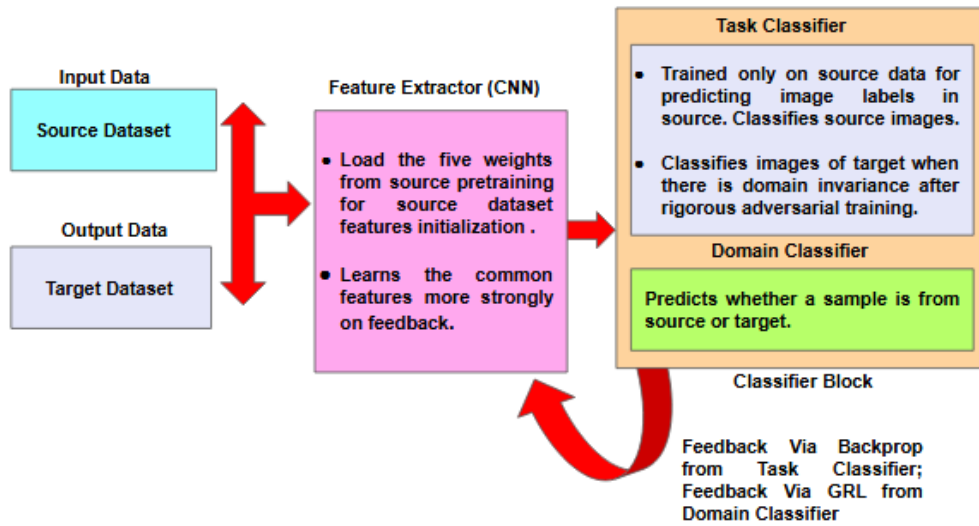 Input Data
Source Dataset
Output Data
Target Dataset
Feature Extractor (CNN)
• Load the five weights
from source pretraining
for source dataset
features initialization .
• Learns the common
features more strongly
on feedback.
Task Classifier
• Trained only on source data for
predicting image labels in
source. Classifies source images.
• Classifies images of target when
there is domain invariance after
rigorous adversarial training.
Domain Classifier
Predicts whether a sample is from
source or target.
Classifier Block
Feedback Via Backprop
from Task Classifier;
Feedback Via GRL from
Domain Classifier